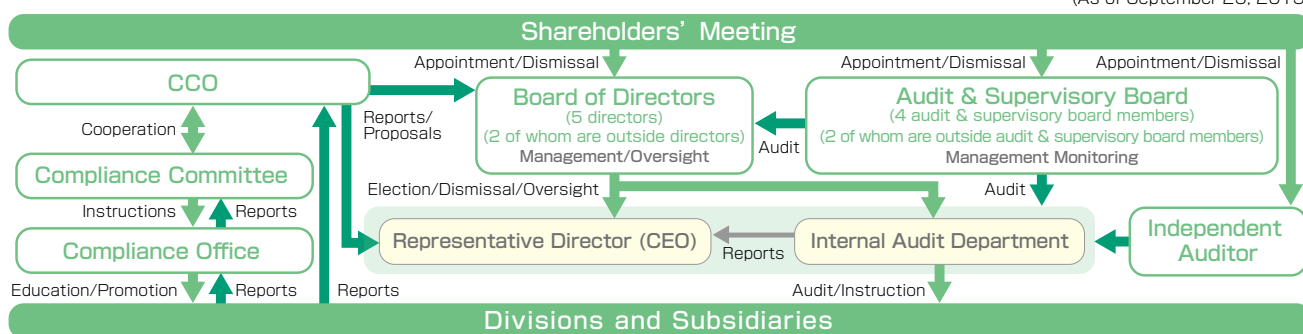 Shareholders' Meeting
Appointment/Dismissal
Appointment/Dismissal
Appointment/Dismissal
CCO
Board of Directors
(5 directors)
(2 of whom are outside directors)
Management/Oversight
Audit & Supervisory Board
(4 audit & supervisory board members)
(2 of whom are outside audit & supervisory board members)
Management Monitoring
Reports/
Proposals
Audit
Cooperation
Compliance Committee
Election/Dismissal/Oversight
Audit
Instructions
Reports
Compliance Office
Representative Director (CEO)
Reports
Internal Audit Department
Independent
Auditor
Education/Promotion
Reports
Reports
Audit/Instruction
Divisions and Subsidiaries